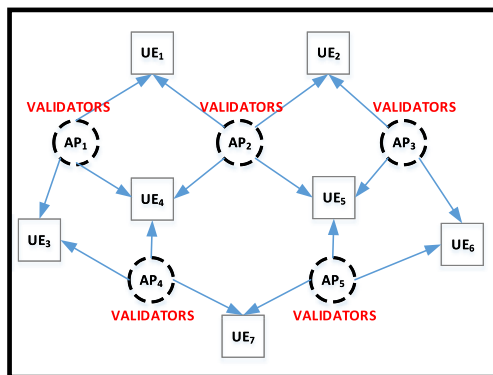 UE₁
UE₂
VALIDATORS VALIDATORS VALIDATORS
AP₁ AP₂ AP₃
UE₄ UE₅
UE₃ UE₆
AP₄ AP₅
VALIDATORS VALIDATORS
UE₇